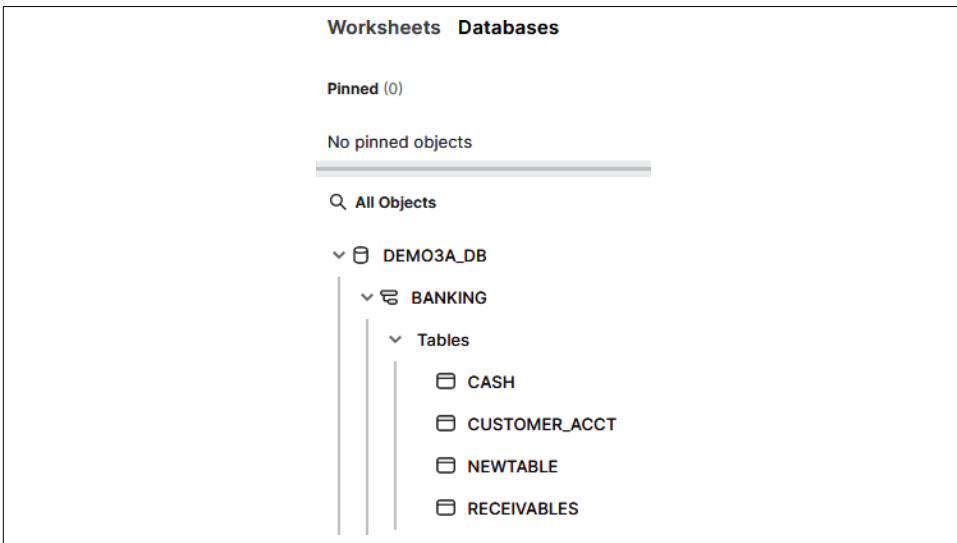 Worksheets Databases
Pinned (0)
No pinned objects
All Objects
DEMO3A_DB
BANKING
Tables
CASH
CUSTOMER_ACCT
NEWTABLE
RECEIVABLES